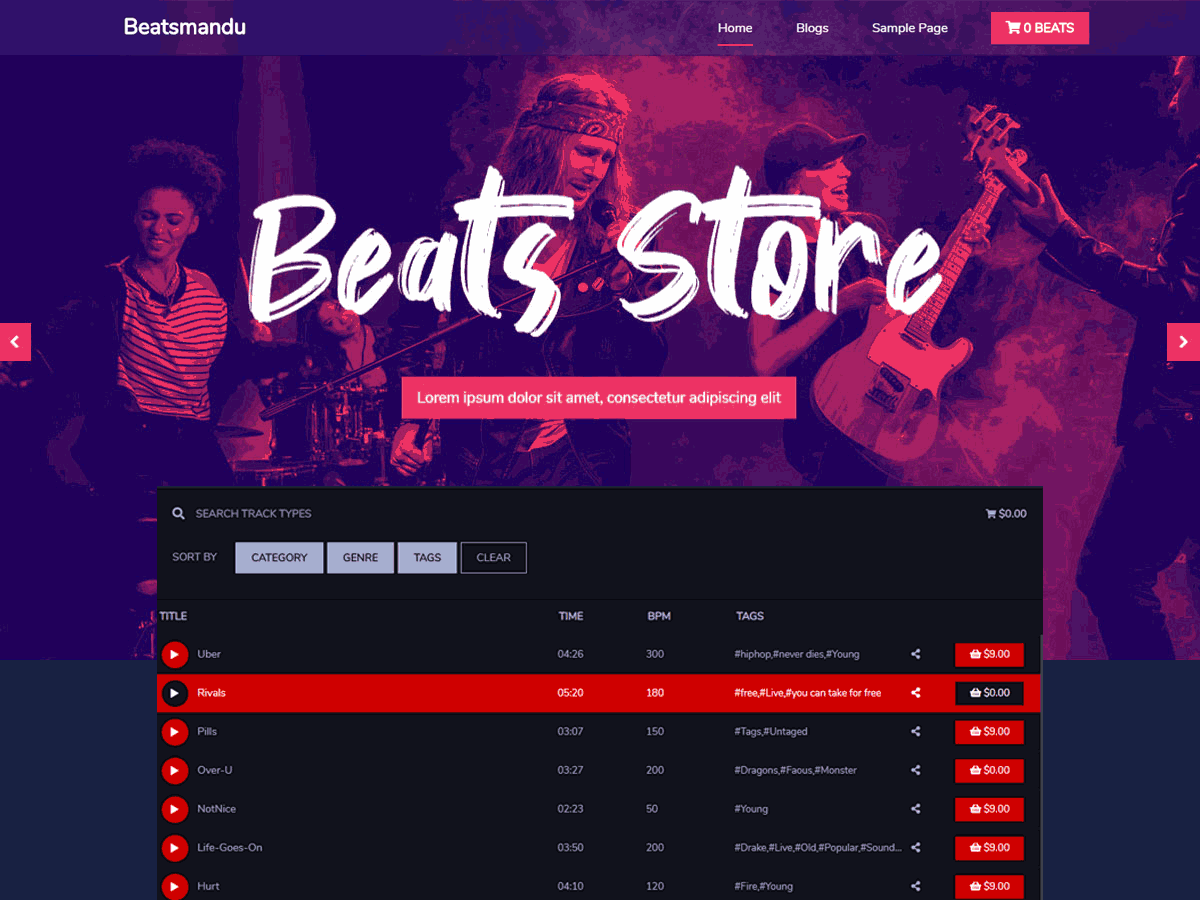 Beatsmandu Home Blogs Sample Page 0 BEATS
Beats Store
Lorem ipsum dolor sit amet, consectetur adipiscing elit
SEARCH TRACK TYPES $0.00
SORT BY CATEGORY GENRE TAGS CLEAR
TITLE TIME BPM TAGS
Uber 04:26 300 #hiphop,#never dies,#Young $9.00
Rivals 05:20 180 #free,#Live,#you can take for free $0.00
Pills 03:07 150 #Tags,#Untaged $9.00
Over-U 03:27 200 #Dragons,#Faous,#Monster $0.00
NotNice 02:23 50 #Young $9.00
Life-Goes-On 03:50 200 #Drake,#Live,#Old,#Popular,#Sound... $9.00
Hurt 04:10 120 #Fire,#Young $9.00